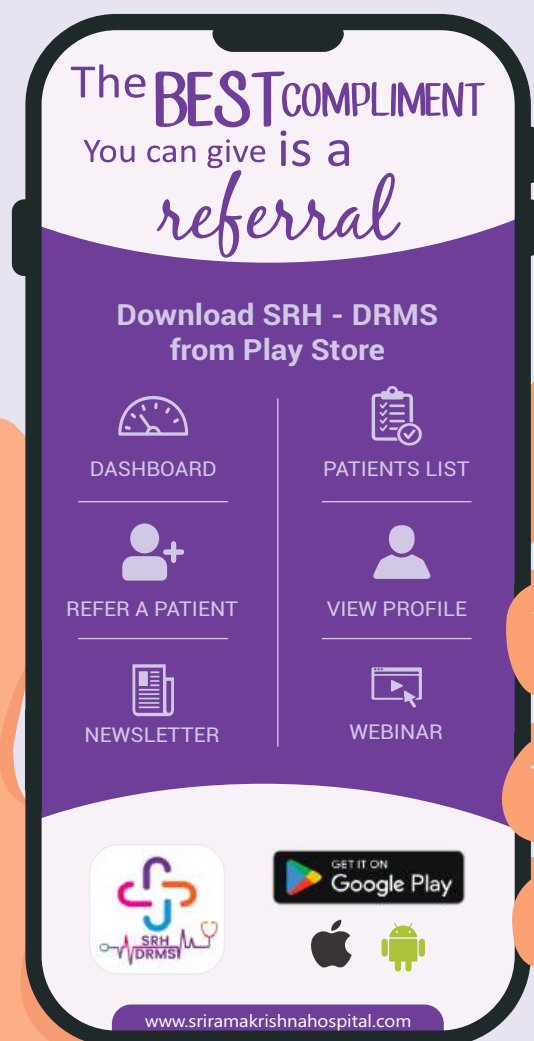 The BEST COMPLIMENT
You can give is a
referral
Download SRH - DRMS
from Play Store
DASHBOARD
PATIENTS LIST
REFER A PATIENT
VIEW PROFILE
NEWSLETTER
WEBINAR
SRH
DRMS
GET IT ON
Google Play
www.sriramakrishnahospital.com